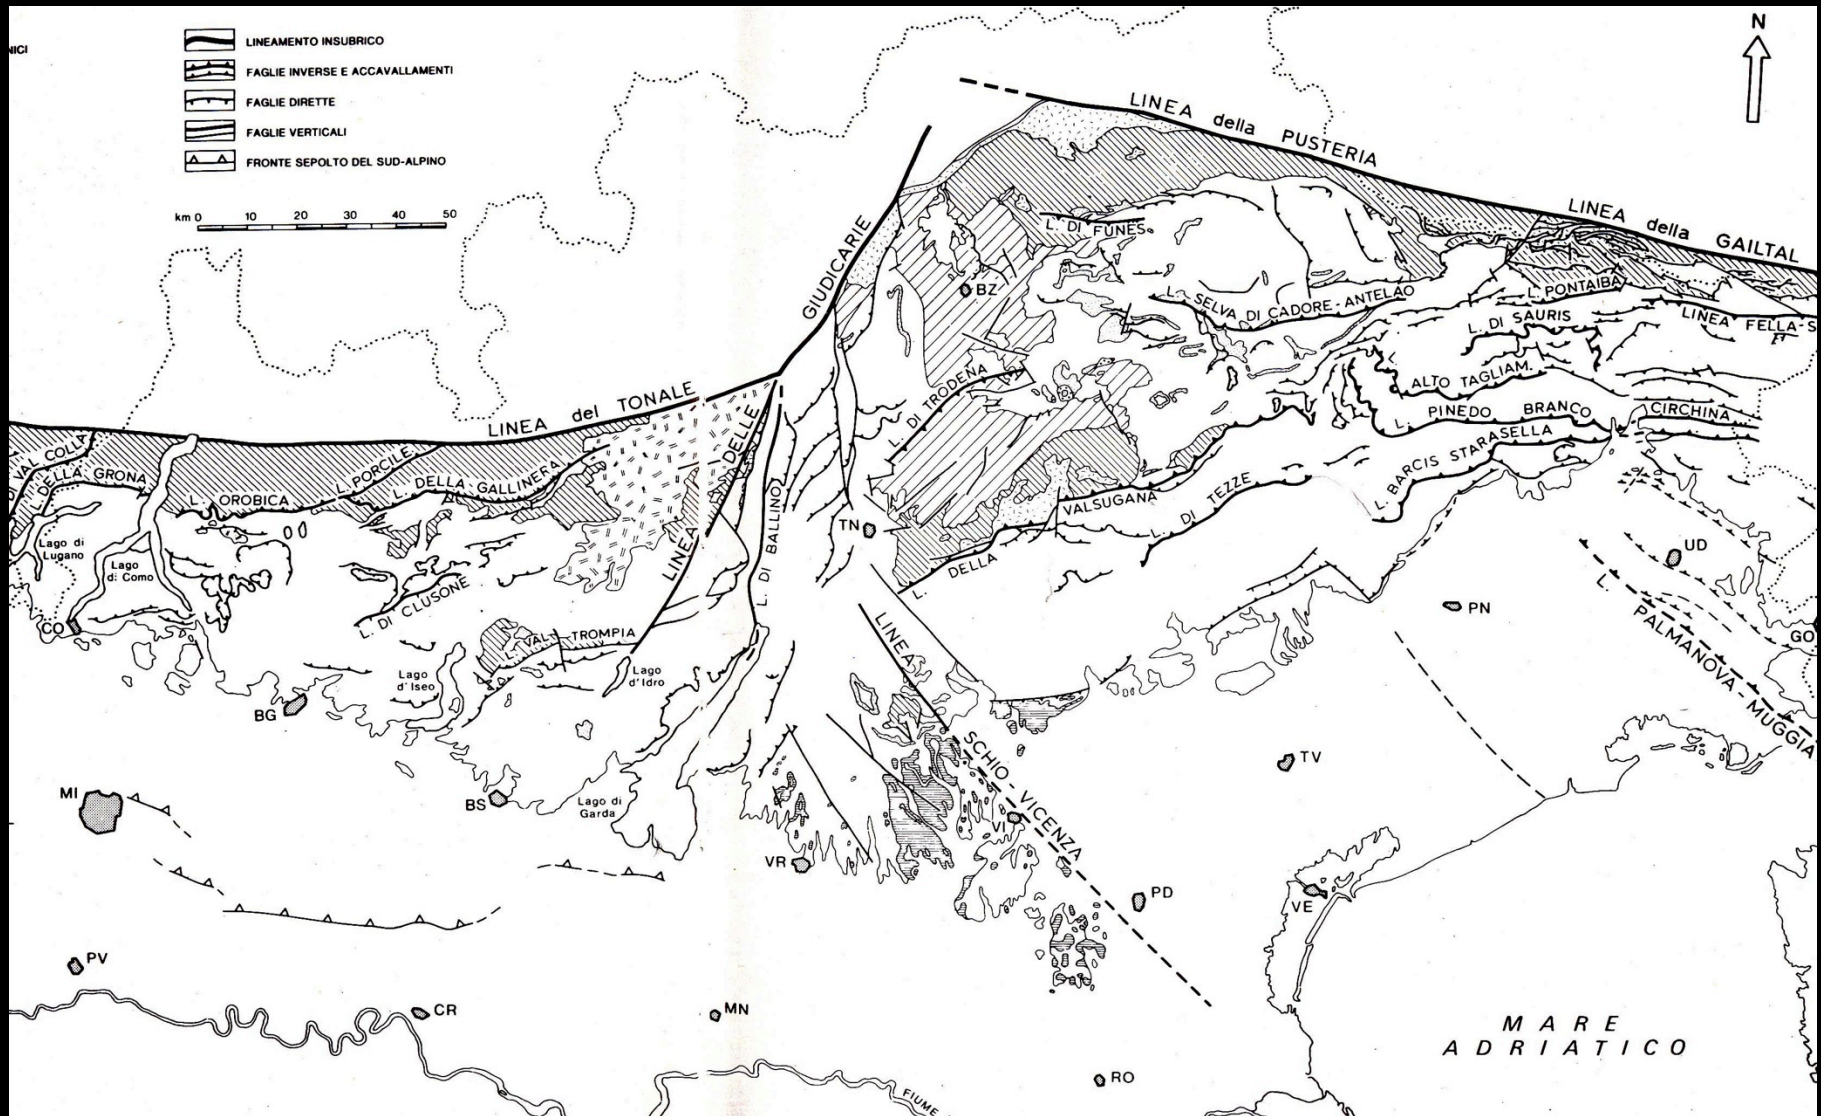 NICI
LINEAMENTO INSUBRICO
FAGLIE INVERSE E ACCAVALLAMENTI
FAGLIE DIRETTE
FAGLIE VERTICALI
FRONTE SEPOLTO DEL SUD-ALPINO
km 0 10 20 30 40 50
N
LINEA della PUSTERIA
LINEA della GAILTAL
L. DI FUNES
GIUDICARIE
BZ
L. SELVA DI CADORE-ANTELAO
L. PONTAIBA
LINEA FELLA-S
L. DI SAURIS
L. DI TRODENA
ALTO TAGLIAM.
L. PINEDO BRANCO
CIRCHINA
L. BARCIS STARASELLA
LINEA del TONALE
LINEA DELLE
DI VAL COLLA
DELLA GRONA
L. OROBICA
L. PORCILE
L. DELLA GALLINERA
L. DI BALLINO
L. DELLA VALSUGANA
L. DI TEZZE
TN
Lago di
Lugano
Lago
di Como
CO
L. DI CLUSONE
L. VAL TROMPIA
Lago
d'Iseo
Lago
d'Idro
BG
UD
PN
GO
L. PALMANOVA-MUGGIA
LINEA SCHIO-VICENZA
TV
MI
BS
Lago di
Garda
VR
VI
PD
VE
PV
CR
MN
RO
FIUME
MARE
ADRIATICO